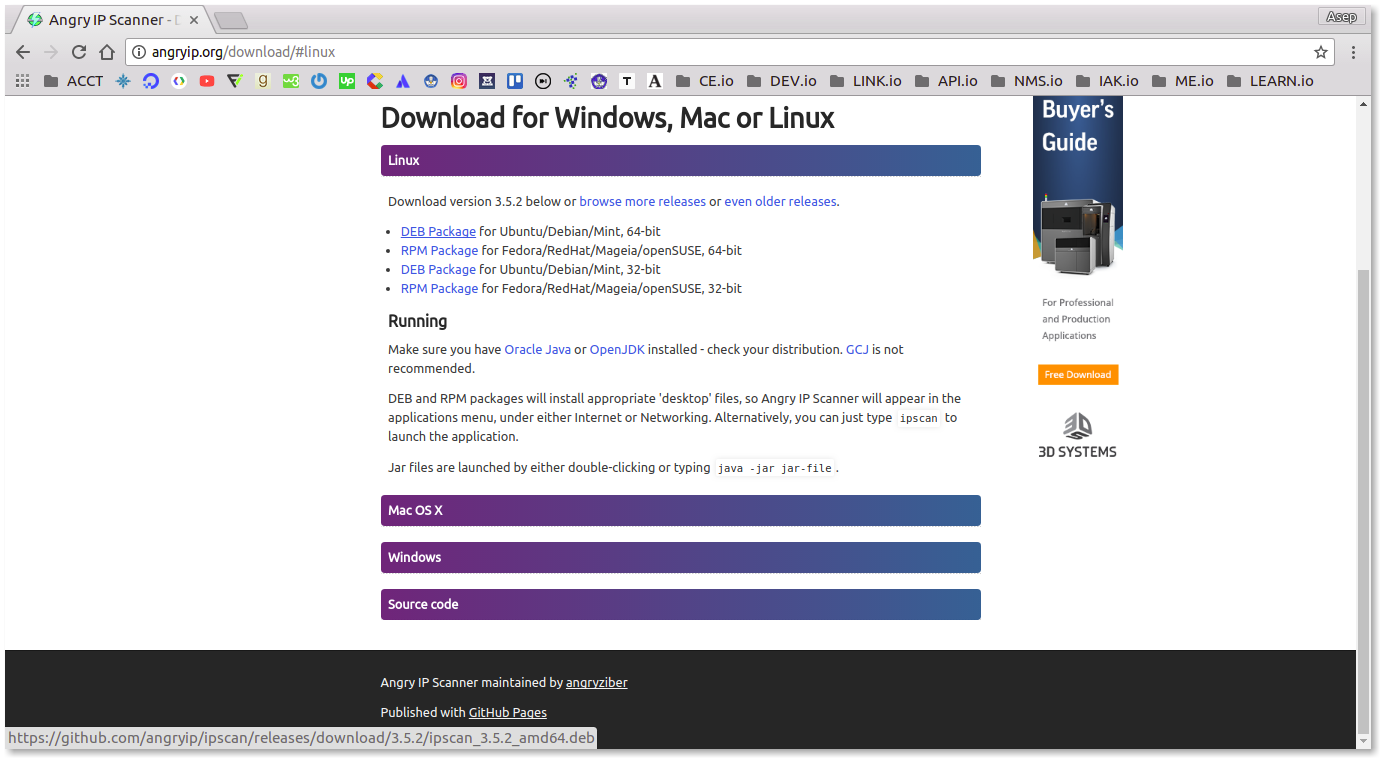 Angry IP Scanner - D
Asep
angryip.org/download/#linux
ACCT
CE.io
DEV.io
LINK.io
API.io
NMS.io
IAK.io
ME.io
LEARN.io
Download for Windows, Mac or Linux
Linux
Download version 3.5.2 below or browse more releases or even older releases.
• DEB Package for Ubuntu/Debian/Mint, 64-bit
• RPM Package for Fedora/RedHat/Mageia/openSUSE, 64-bit
• DEB Package for Ubuntu/Debian/Mint, 32-bit
• RPM Package for Fedora/RedHat/Mageia/openSUSE, 32-bit
Running
Make sure you have Oracle Java or OpenJDK installed - check your distribution. GCJ is not
recommended.
DEB and RPM packages will install appropriate 'desktop' files, so Angry IP Scanner will appear in the
applications menu, under either Internet or Networking. Alternatively, you can just type ipscan to
launch the application.
Jar files are launched by either double-clicking or typing java -jar jar-file.
Mac OS X
Windows
Source code
Buyer's
Guide
For Professional
and Production
Applications
Free Download
3D SYSTEMS
Angry IP Scanner maintained by angryziber
Published with GitHub Pages
https://github.com/angryip/ipscan/releases/download/3.5.2/ipscan_3.5.2_amd64.deb